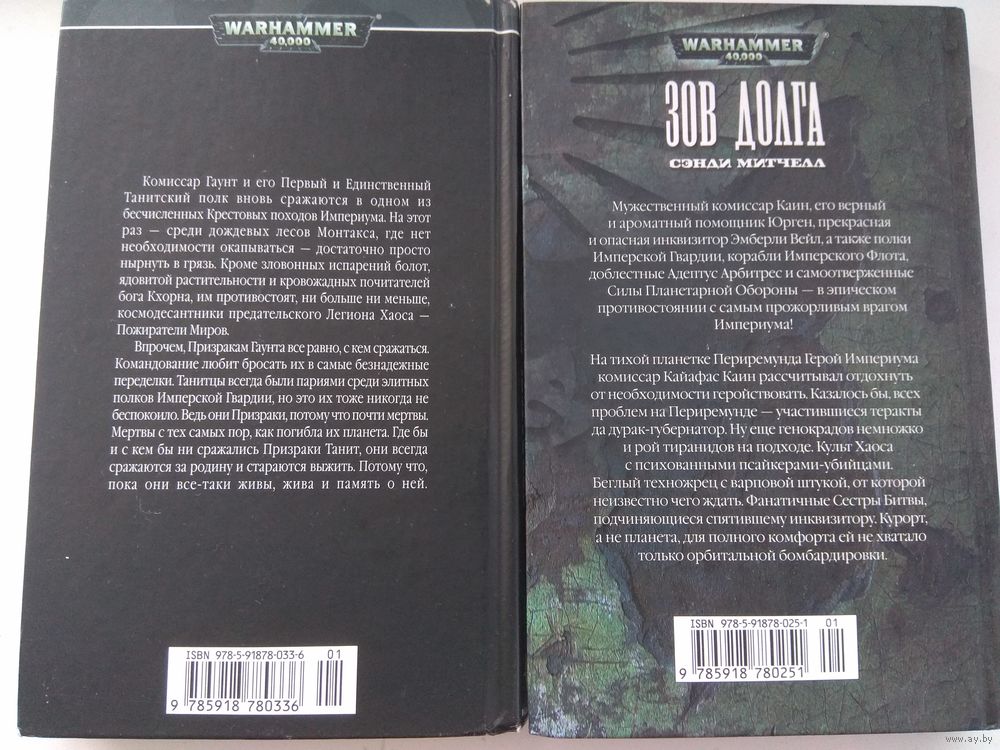 WARHAMMER
40,000
Комиссар Гаунт и его Первый и Единственный
Танитский полк вновь сражаются в одном из
бесчисленных Крестовых походов Империума. На этот
раз — среди дождевых лесов Монтакса, где нет
необходимости окапываться — достаточно просто
нырнуть в грязь. Кроме зловонных испарений болот,
ядовитой растительности и кровожадных почитателей
бога Кхорна, им противостоят, ни больше ни меньше,
космодесантники предательского Легиона Хаоса —
Пожиратели Миров.
Впрочем, Призракам Гаунта все равно, с кем сражаться.
Командование любит бросать их в самые безнадежные
переделки. Танитцы всегда были париями среди элитных
полков Имперской Гвардии, но это их тоже никогда не
беспокоило. Ведь они Призраки, потому что почти мертвы.
Мертвы с тех самых пор, как погибла их планета. Где бы
и с кем бы ни сражались Призраки Танит, они всегда
сражаются за родину и стараются выжить. Потому что,
пока они все-таки живы, жива и память о ней.
ISBN 978-5-91878-033-6
01
9 785918 780336
WARHAMMER
40,000
ЗОВ ДОЛГА
СЭНДИ МИТЧЕЛЛ
Мужественный комиссар Каин, его верный
и ароматный помощник Юрген, прекрасная
и опасная инквизитор Эмберли Вейл, а также полки
Имперской Гвардии, корабли Имперского Флота,
доблестные Адептус Арбитрес и самоотверженные
Силы Планетарной Обороны — в эпическом
противостоянии с самым прожорливым врагом
Империума!
На тихой планетке Периремунда Герой Империума
комиссар Кайафас Каин рассчитывал отдохнуть
от необходимости геройствовать. Казалось бы, всех
проблем на Периремунде — участившиеся теракты
да дурак-губернатор. Ну еще генокрадов немножко
и рой тиранидов на подходе. Культ Хаоса
с психованными псайкерами-убийцами.
Беглый техножрец с варповой штукой, от которой
неизвестно чего ждать. Фанатичные Сестры Битвы,
подчиняющиеся спятившему инквизитору. Курорт,
а не планета, для полного комфорта ей не хватало
только орбитальной бомбардировки.
ISBN 978-5-91878-025-1
01
9 785918 780251
www.ay.by